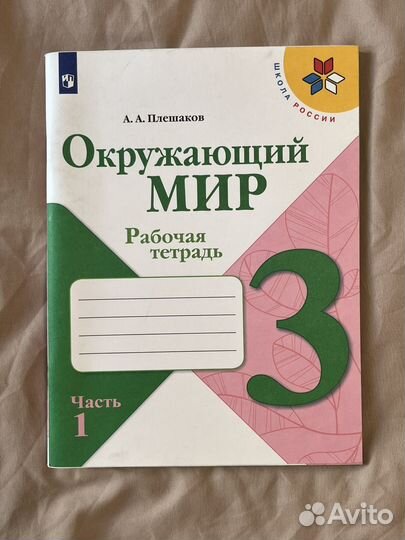 ШКОЛА РОССИИ
А. А. Плешаков
Окружающий
МИР
Рабочая
тетрадь
3
Часть
1
Avito